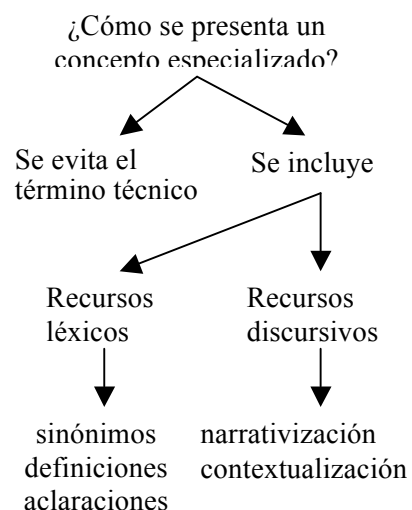 ¿Cómo se presenta un
concepto especializado?
Se evita el
término técnico
Se incluye
Recursos
léxicos
Recursos
discursivos
sinónimos
definiciones
aclaraciones
narrativización
contextualización